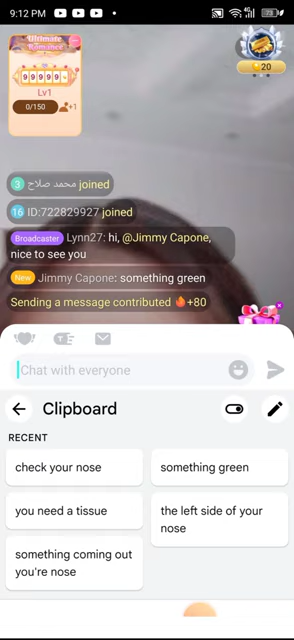 9:12 PM
4G
73
Ultimate
Romance
99999
Lv1
0/150
+1
20
3 محمد صلاح joined
16 ID:722829927 joined
Broadcaster Lynn27: hi, @Jimmy Capone,
nice to see you
New Jimmy Capone: something green
Sending a message contributed +80
Chat with everyone
Clipboard
RECENT
check your nose
something green
you need a tissue
the left side of your
nose
something coming out
you're nose